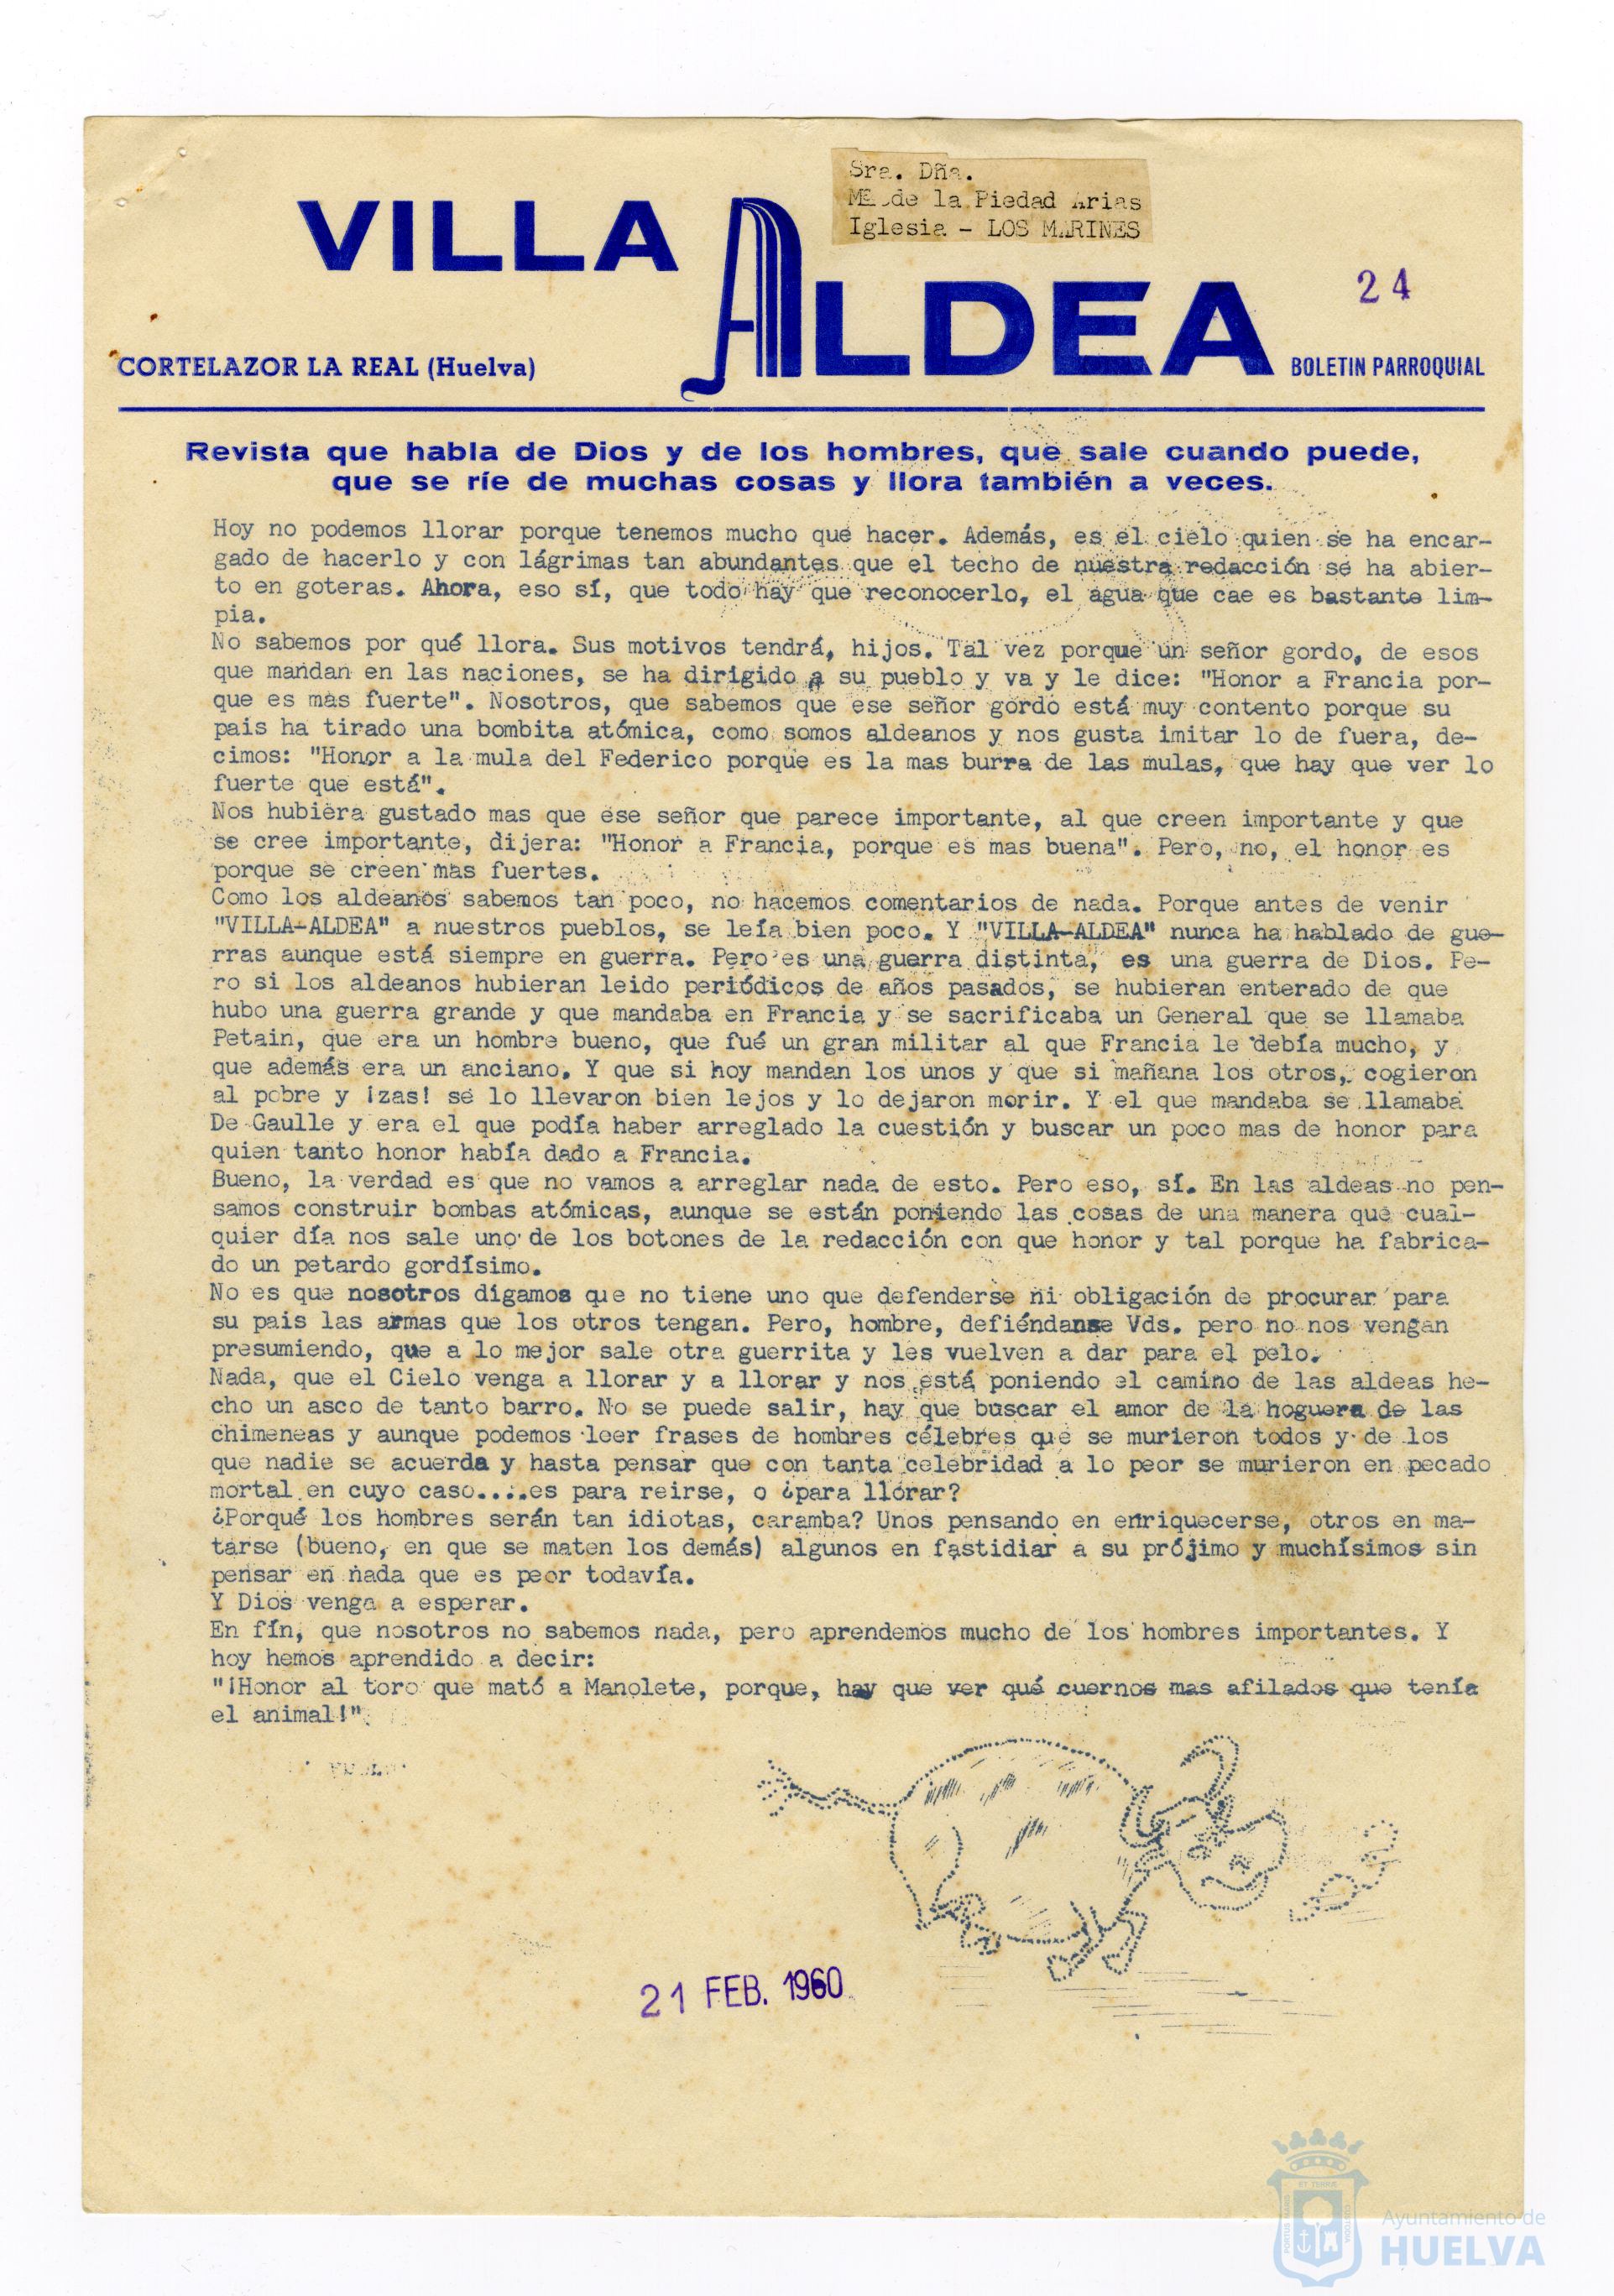 Sra. Dña.
Mª de la Piedad Arias
Iglesia - LOS MARINES
VILLA
ALDEA
24
CORTELAZOR LA REAL (Huelva)
BOLETIN PARROQUIAL
Revista que habla de Dios y de los hombres, que sale cuando puede,
que se ríe de muchas cosas y llora también a veces.
Hoy no podemos llorar porque tenemos mucho que hacer. Además, es el cielo quien se ha encar-
gado de hacerlo y con lágrimas tan abundantes que el techo de nuestra redacción se ha abier-
to en goteras. Ahora, eso sí, que todo hay que reconocerlo, el agua que cae es bastante lim-
pia.
No sabemos por qué llora. Sus motivos tendrá, hijos. Tal vez porque un señor gordo, de esos
que mandan en las naciones, se ha dirigido a su pueblo y va y le dice: "Honor a Francia por-
que es mas fuerte". Nosotros, que sabemos que ese señor gordo está muy contento porque su
pais ha tirado una bombita atómica, como somos aldeanos y nos gusta imitar lo de fuera, de-
cimos: "Honor a la mula del Federico porque es la mas burra de las mulas, que hay que ver lo
fuerte que está".
Nos hubiera gustado mas que ese señor que parece importante, al que creen importante y que
se cree importante, dijera: "Honor a Francia, porque es mas buena". Pero, no, el honor es
porque se creen mas fuertes.
Como los aldeanos sabemos tan poco, no hacemos comentarios de nada. Porque antes de venir
"VILLA-ALDEA" a nuestros pueblos, se leía bien poco. Y "VILLA-ALDEA" nunca ha hablado de gue-
rras aunque está siempre en guerra. Pero es una guerra distinta, es una guerra de Dios. Pe-
ro si los aldeanos hubieran leido periódicos de años pasados, se hubieran enterado de que
hubo una guerra grande y que mandaba en Francia y se sacrificaba un General que se llamaba
Petain, que era un hombre bueno, que fué un gran militar al que Francia le debía mucho, y
que además era un anciano. Y que si hoy mandan los unos y que si mañana los otros, cogieron
al pobre y ¡zas! se lo llevaron bien lejos y lo dejaron morir. Y el que mandaba se llamaba
De Gaulle y era el que podía haber arreglado la cuestión y buscar un poco mas de honor para
quien tanto honor había dado a Francia.
Bueno, la verdad es que no vamos a arreglar nada de esto. Pero eso, sí. En las aldeas no pen-
samos construir bombas atómicas, aunque se están poniendo las cosas de una manera que cual-
quier día nos sale uno de los botones de la redacción con que honor y tal porque ha fabrica-
do un petardo gordísimo.
No es que nosotros digamos que no tiene uno que defenderse ni obligación de procurar para
su pais las armas que los otros tengan. Pero, hombre, defiéndanse Vds. pero no nos vengan
presumiendo, que a lo mejor sale otra guerrita y les vuelven a dar para el pelo.
Nada, que el Cielo venga a llorar y a llorar y nos está poniendo el camino de las aldeas he-
cho un asco de tanto barro. No se puede salir, hay que buscar el amor de la hoguera de las
chimeneas y aunque podemos leer frases de hombres célebres que se murieron todos y de los
que nadie se acuerda y hasta pensar que con tanta celebridad a lo peor se murieron en pecado
mortal en cuyo caso.....es para reirse, o ¿para llorar?
¿Porqué los hombres serán tan idiotas, caramba? Unos pensando en enriquecerse, otros en ma-
tarse (bueno, en que se maten los demás) algunos en fastidiar a su prójimo y muchísimos sin
pensar en nada que es peor todavía.
Y Dios venga a esperar.
En fín, que nosotros no sabemos nada, pero aprendemos mucho de los hombres importantes. Y
hoy hemos aprendido a decir:
"¡Honor al toro que mató a Manolete, porque, hay que ver qué cuernos mas afilados que tenía
el animal!"
21 FEB. 1960
Ayuntamiento de
HUELVA